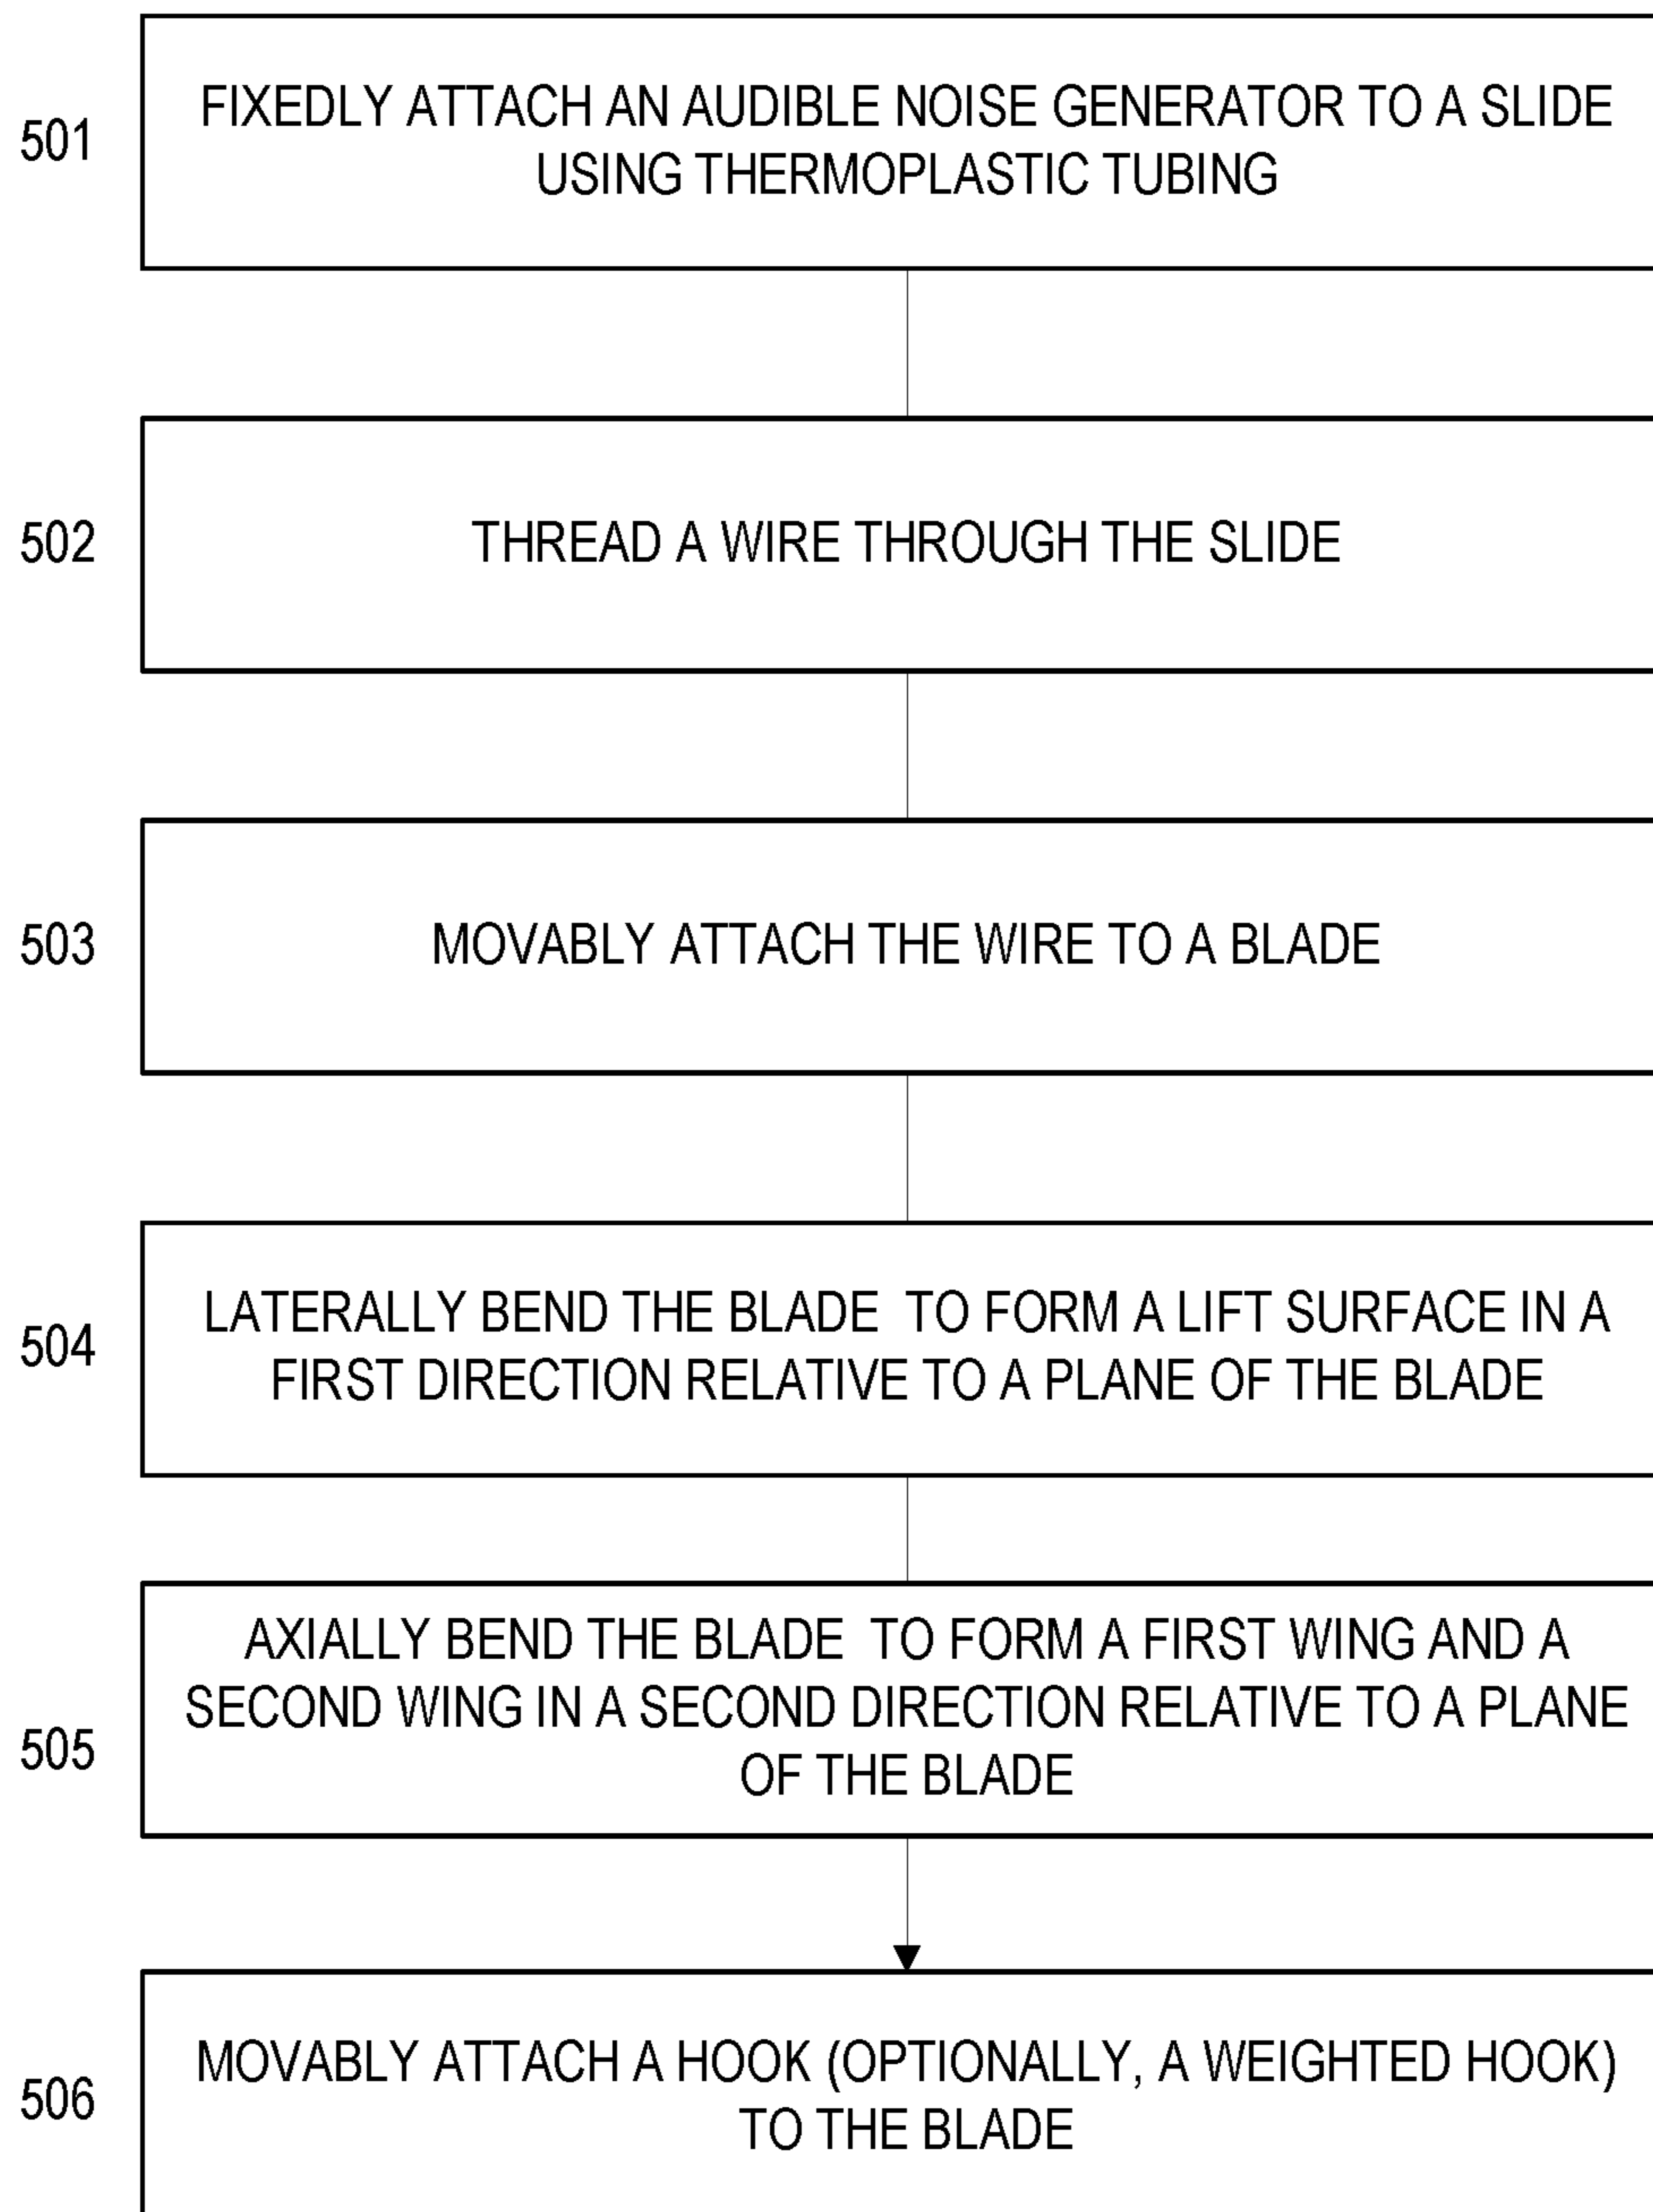 501
FIXEDLY ATTACH AN AUDIBLE NOISE GENERATOR TO A SLIDE
USING THERMOPLASTIC TUBING
502
THREAD A WIRE THROUGH THE SLIDE
503
MOVABLY ATTACH THE WIRE TO A BLADE
504
LATERALLY BEND THE BLADE TO FORM A LIFT SURFACE IN A
FIRST DIRECTION RELATIVE TO A PLANE OF THE BLADE
505
AXIALLY BEND THE BLADE TO FORM A FIRST WING AND A
SECOND WING IN A SECOND DIRECTION RELATIVE TO A PLANE
OF THE BLADE
506
MOVABLY ATTACH A HOOK (OPTIONALLY, A WEIGHTED HOOK)
TO THE BLADE